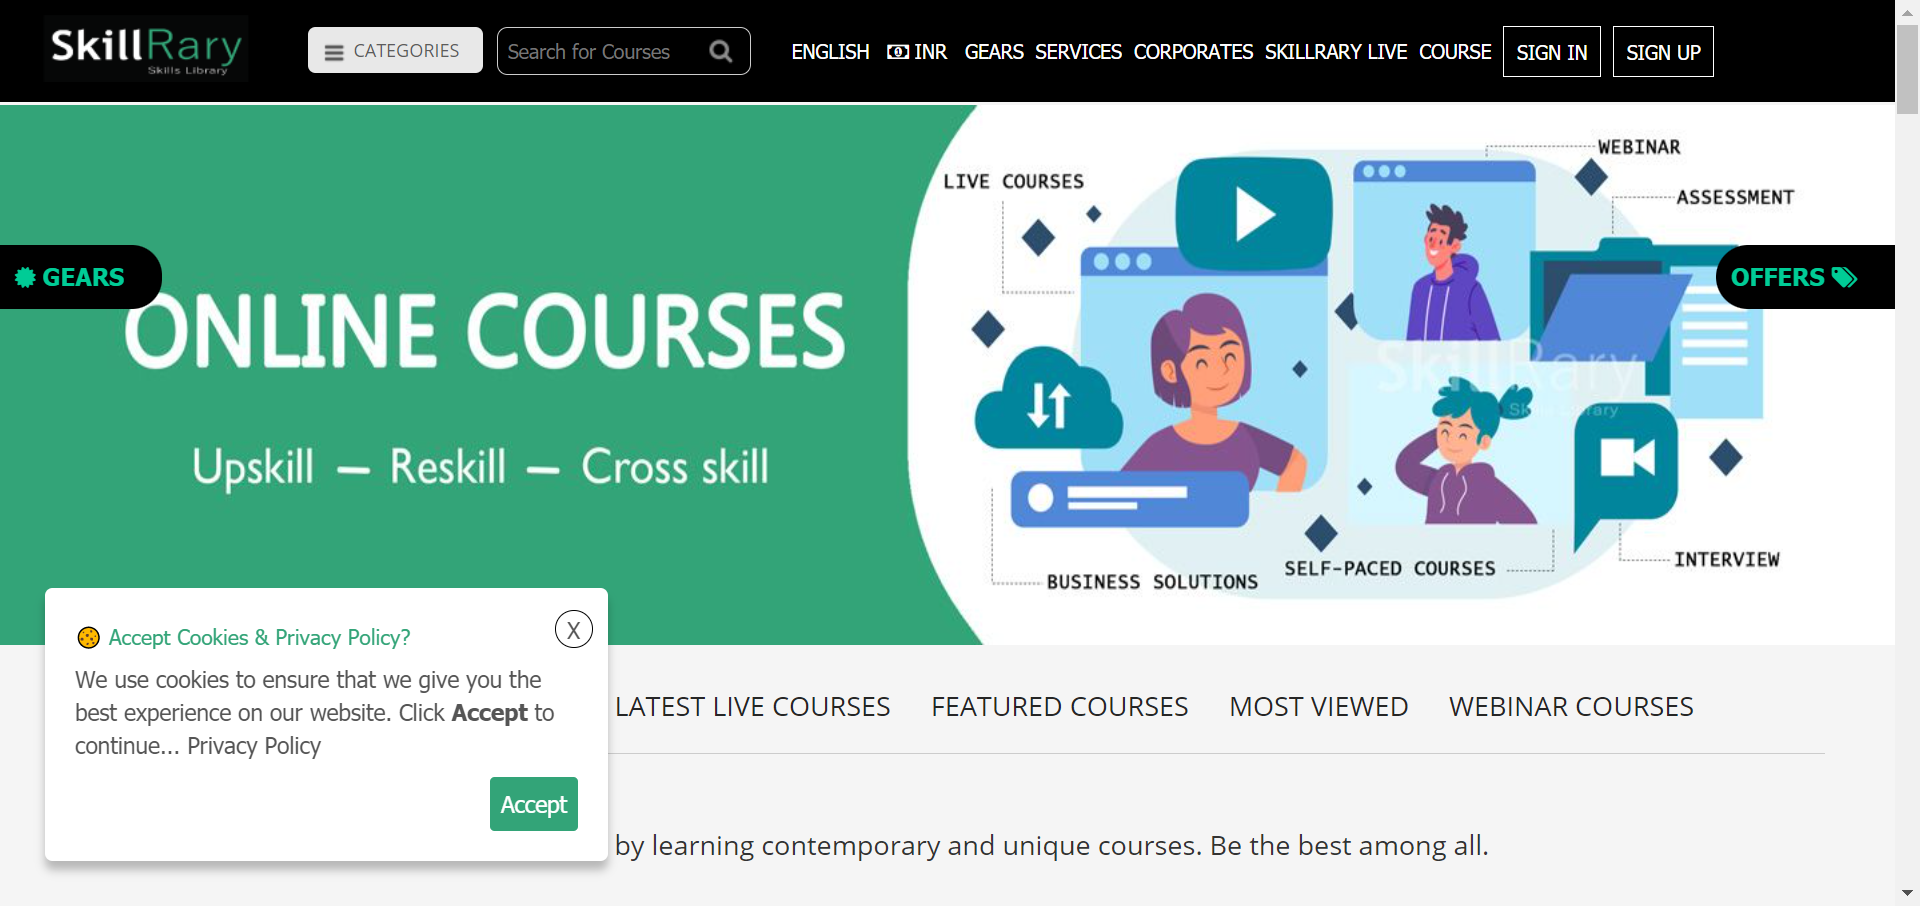 SkillRary
Skills Library
CATEGORIES
Search for Courses
ENGLISH INR GEARS SERVICES CORPORATES SKILLRARY LIVE COURSE SIGN IN SIGN UP
WEBINAR
LIVE COURSES
ASSESSMENT
GEARS
OFFERS
ONLINE COURSES
SkillRary
Skills Library
Upskill — Reskill — Cross skill
INTERVIEW
SELF-PACED COURSES
BUSINESS SOLUTIONS
Accept Cookies & Privacy Policy?
X
We use cookies to ensure that we give you the
best experience on our website. Click Accept to
continue... Privacy Policy
Accept
LATEST LIVE COURSES FEATURED COURSES MOST VIEWED WEBINAR COURSES
by learning contemporary and unique courses. Be the best among all.